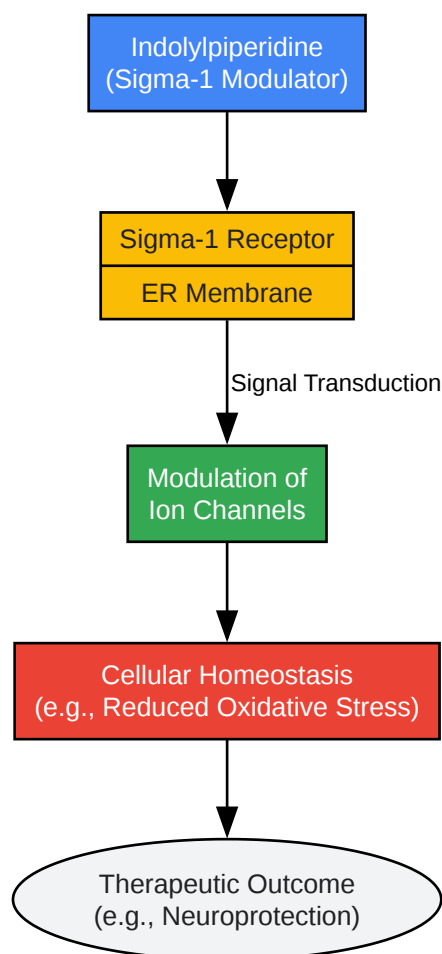 Indolylpiperidine
(Sigma-1 Modulator)
Sigma-1 Receptor
ER Membrane
Signal Transduction
Modulation of
Ion Channels
Cellular Homeostasis
(e.g., Reduced Oxidative Stress)
Therapeutic Outcome
(e.g., Neuroprotection)